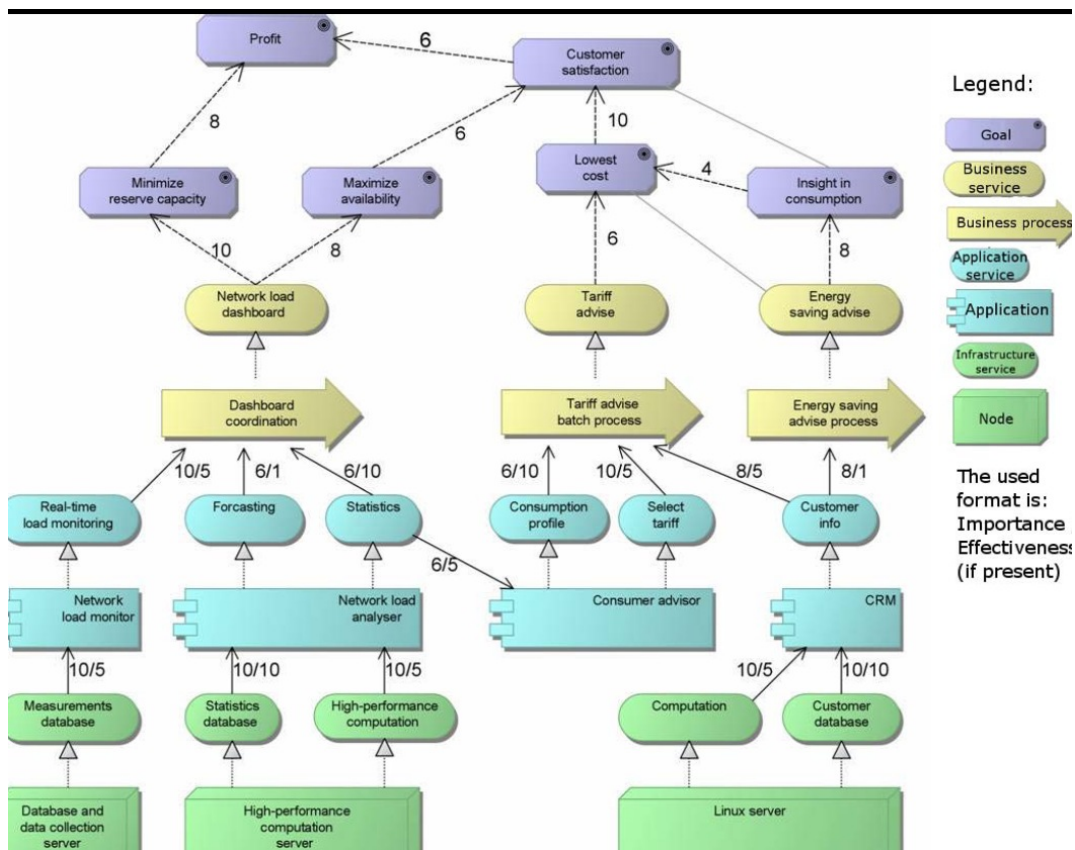 Profit
6
Customer
satisfaction
8
6
10
Minimize
reserve capacity
Maximize
availability
Lowest
cost
4
Insight in
consumption
10
8
6
8
Network load
dashboard
Tariff
advise
Energy
saving advise
Dashboard
coordination
Tariff advise
batch process
Energy saving
advise process
10/5
6/1
6/10
6/10
10/5
8/5
8/1
Real-time
load monitoring
Forcasting
Statistics
Consumption
profile
Select
tariff
Customer
info
6/5
Network
load monitor
Network load
analyser
Consumer advisor
CRM
10/5
10/10
10/5
10/5
10/10
Measurements
database
Statistics
database
High-performance
computation
Computation
Customer
database
Database and
data collection
server
High-performance
computation
server
Linux server
Legend:
Goal
Business
service
Business process
Application
service
Application
Infrastructure
service
Node
The used
format is:
Importance
Effectiveness
(if present)